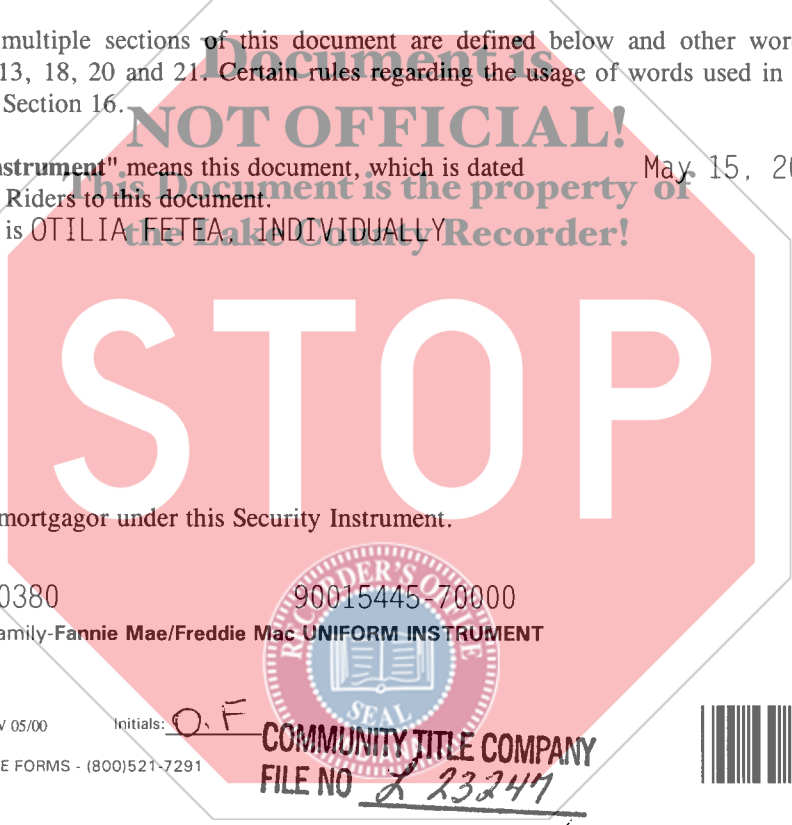 multiple sections of this document are defined below and other wor
13, 18, 20 and 21. Certain rules regarding the usage of words used in
Section 16.
Document is
NOT OFFICIAL!
This Document is the property of
the Lake County Recorder!
strument" means this document, which is dated May 15, 20
Riders to this document.
is OTILIA FETEA, INDIVIDUALLY
STOP
mortgagor under this Security Instrument.
0380 90015445-70000
amily-Fannie Mae/Freddie Mac UNIFORM INSTRUMENT
RECORDER'S OFFICE
SEAL
V 05/00 Initials: O.F
COMMUNITY TITLE COMPANY
E FORMS - (800)521-7291
FILE NO L 23247